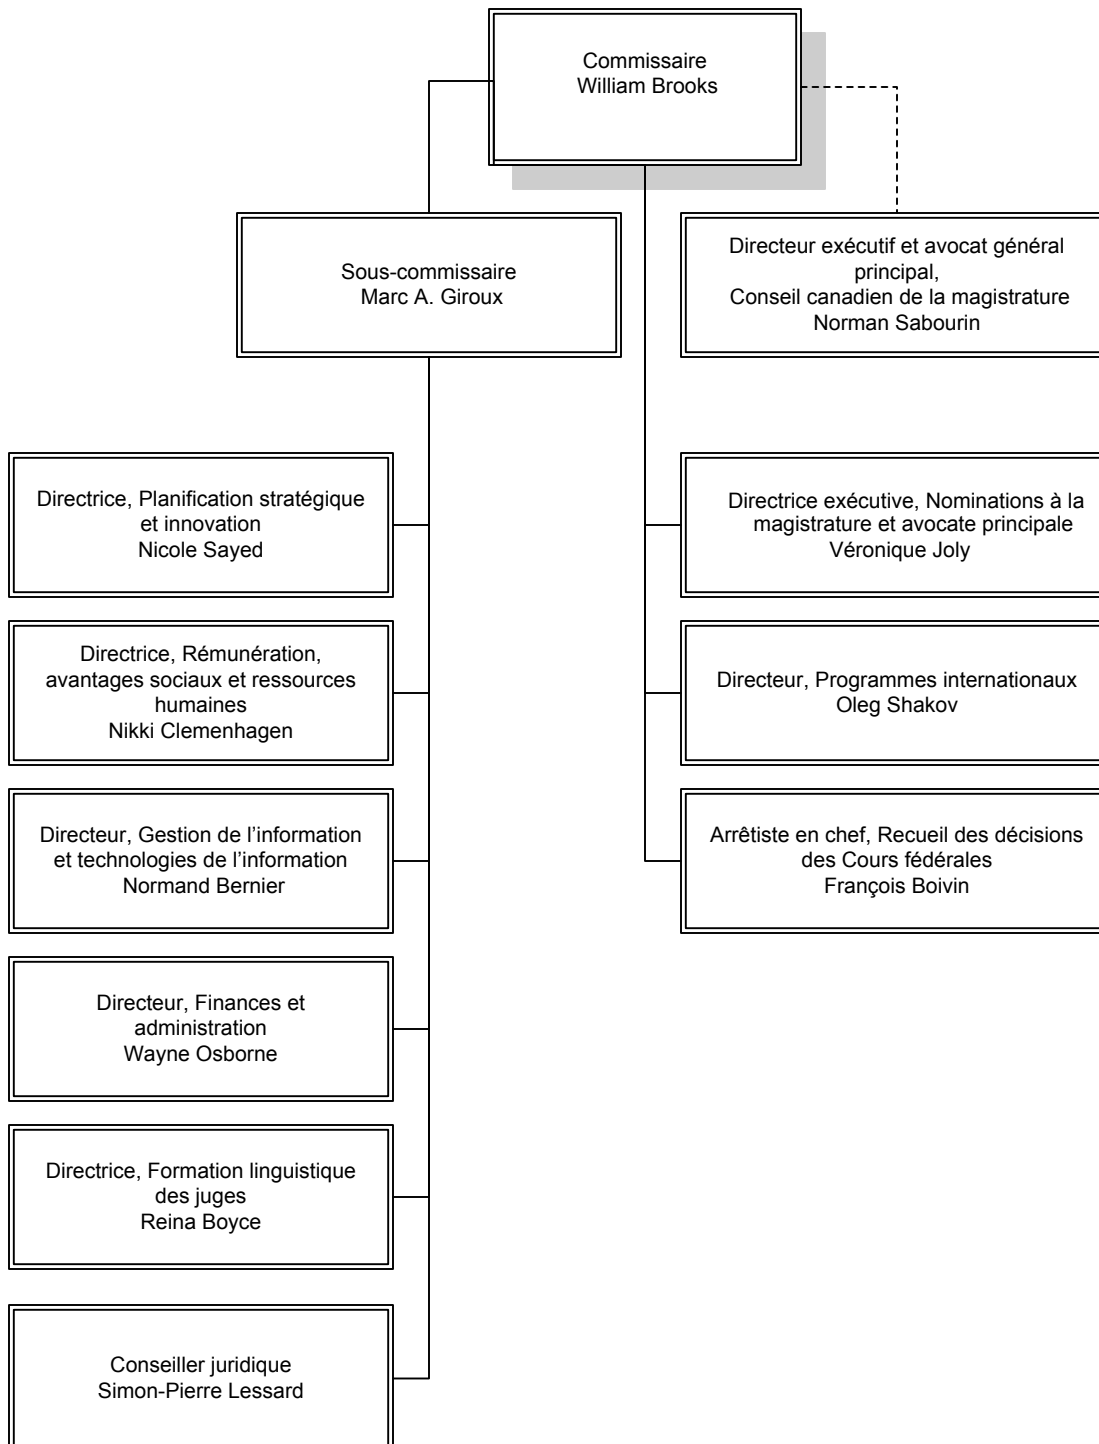 Commissaire
William Brooks
Sous-commissaire
Marc A. Giroux
Directeur exécutif et avocat général
principal,
Conseil canadien de la magistrature
Norman Sabourin
Directrice, Planification stratégique
et innovation
Nicole Sayed
Directrice exécutive, Nominations à la
magistrature et avocate principale
Véronique Joly
Directrice, Rémunération,
avantages sociaux et ressources
humaines
Nikki Clemenhagen
Directeur, Programmes internationaux
Oleg Shakov
Directeur, Gestion de l’information
et technologies de l’information
Normand Bernier
Arrêtiste en chef, Recueil des décisions
des Cours fédérales
François Boivin
Directeur, Finances et
administration
Wayne Osborne
Directrice, Formation linguistique
des juges
Reina Boyce
Conseiller juridique
Simon-Pierre Lessard